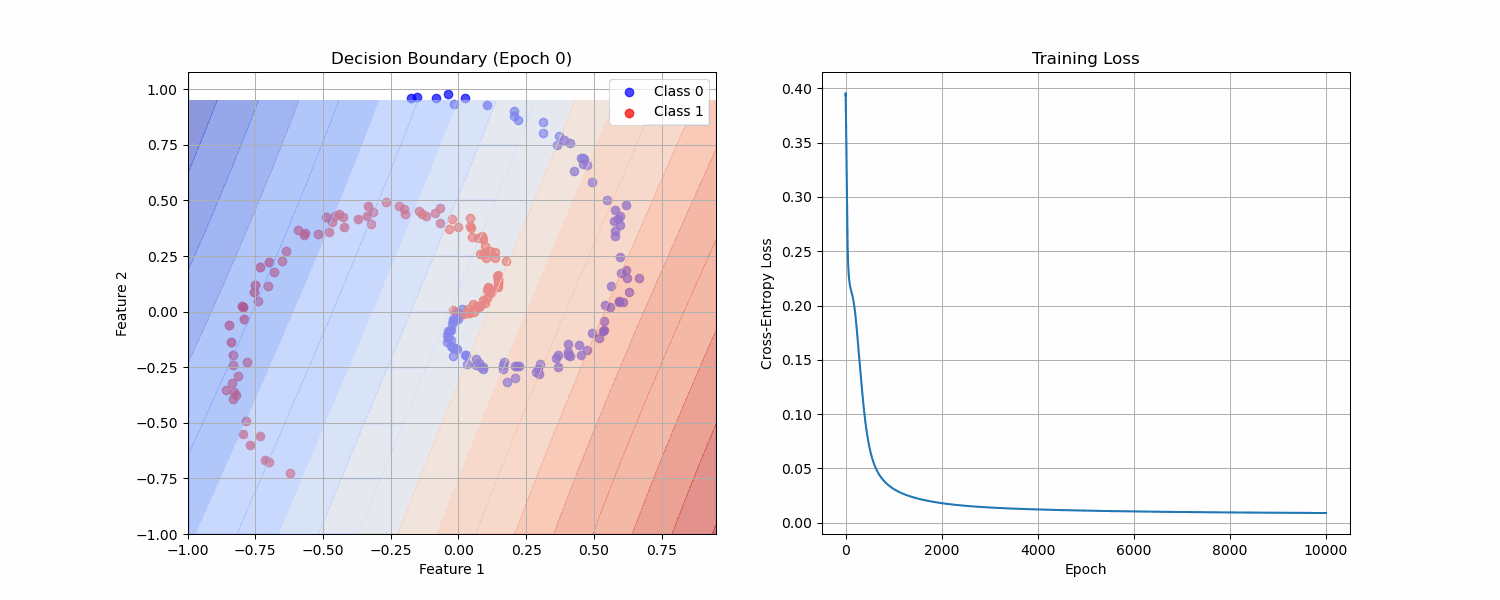 Decision Boundary (Epoch 0)
Class 0
Class 1
1.00
0.75
0.50
0.25
0.00
−0.25
−0.50
−0.75
−1.00
Feature 2
−1.00 −0.75 −0.50 −0.25 0.00 0.25 0.50 0.75
Feature 1
Training Loss
0.40
0.35
0.30
0.25
0.20
0.15
0.10
0.05
0.00
Cross-Entropy Loss
0 2000 4000 6000 8000 10000
Epoch